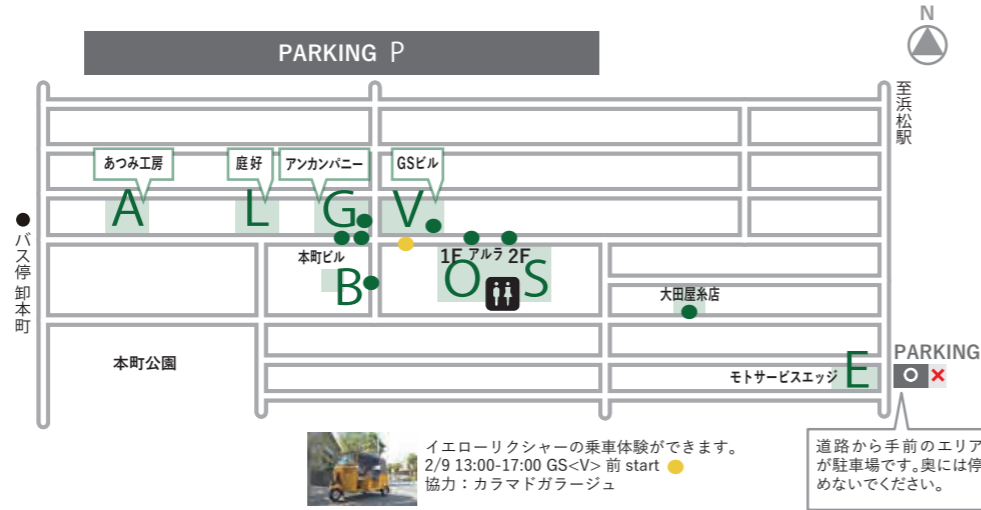 N
PARKING P
至浜松駅
あつみ工房
庭好
アンカンパニー
GSビル
A
L
G
V
バス停 卸本町
本町ビル
B
1F アルラ 2F
O
S
大田屋糸店
本町公園
モトサービスエッジ
E
PARKING
O ×
イエローリクシャーの乗車体験ができます。
2/9 13:00-17:00 GS<V> 前 start
協力：カラマドガラージュ
道路から手前のエリア
が駐車場です。奥には停
めないでください。